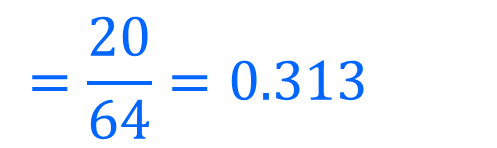 = 20/64 = 0.313